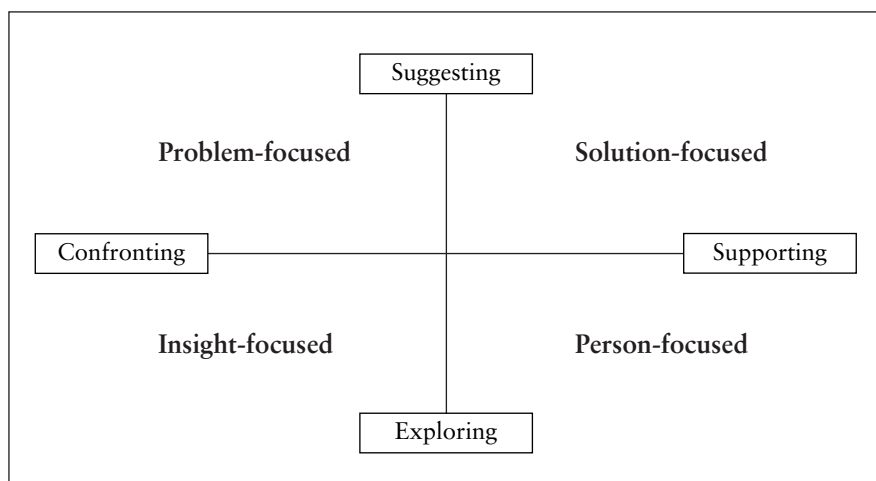 Suggesting
Problem-focused
Solution-focused
Confronting
Supporting
Insight-focused
Person-focused
Exploring